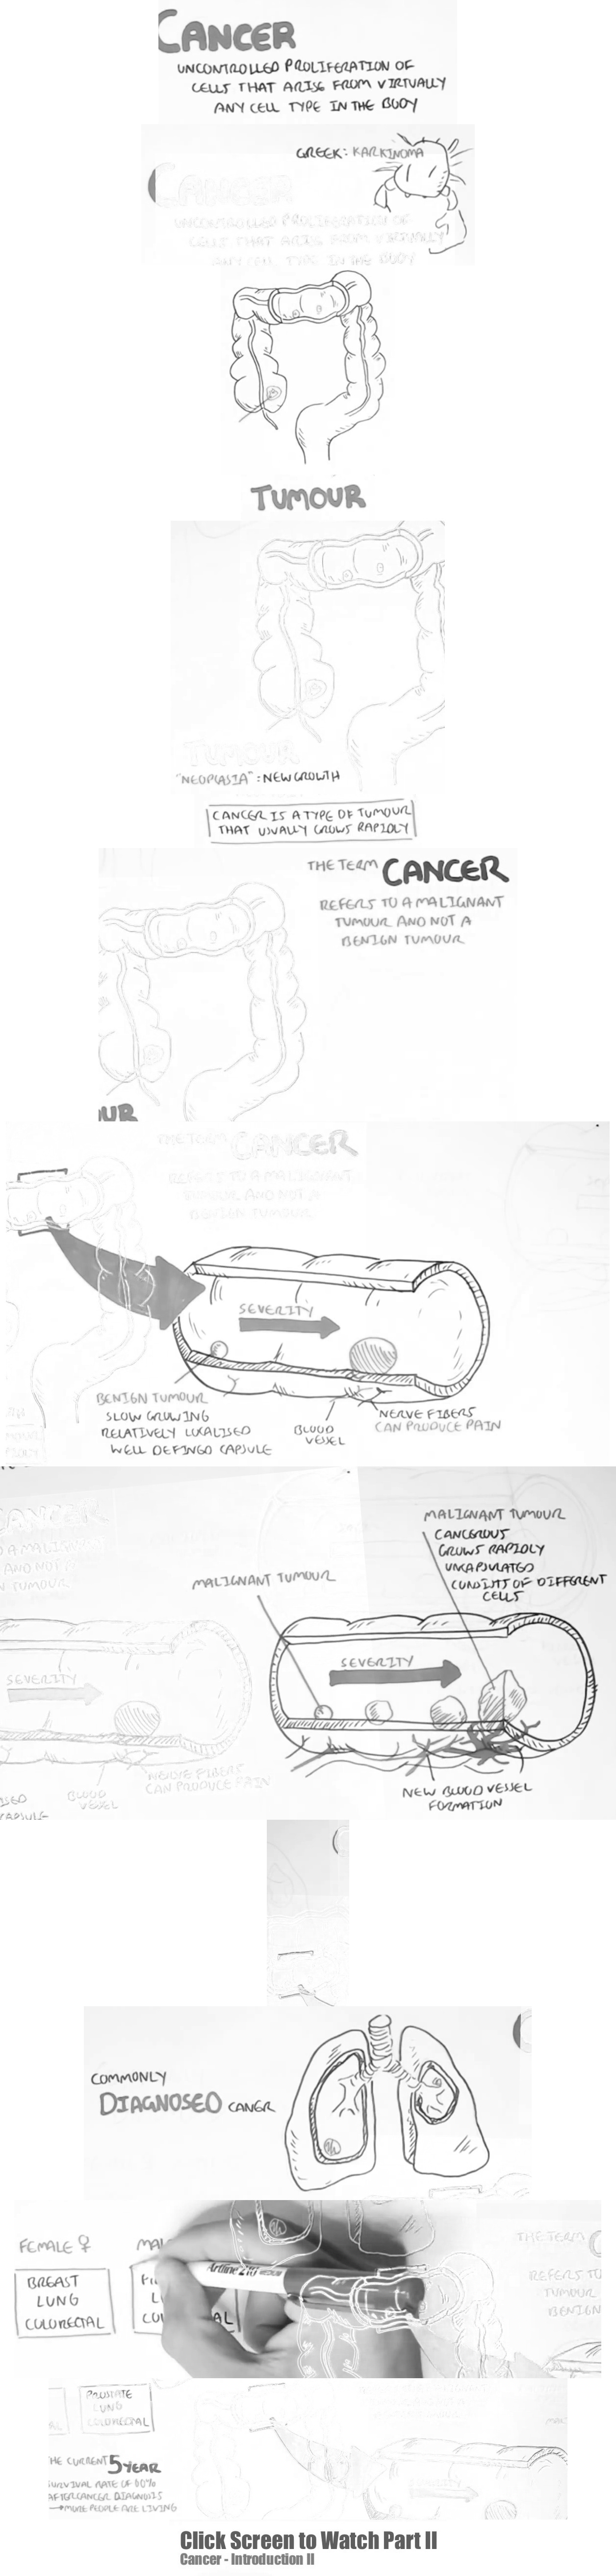 CANCER
UNCONTROLLED PROLIFERATION OF
CELLS THAT ARISE FROM VIRTUALLY
ANY CELL TYPE IN THE BODY
GREEK: KARKINOMA
CANCER
UNCONTROLLED PROLIFERATION OF
CELLS THAT ARISE FROM VIRTUALLY
ANY CELL TYPE IN THE BODY
TUMOUR
TUMOUR
"NEOPLASIA": NEW GROWTH
CANCER IS A TYPE OF TUMOUR
THAT USUALLY GROWS RAPIDLY
THE TERM CANCER
REFERS TO A MALIGNANT
TUMOUR AND NOT A
BENIGN TUMOUR
UR
THE TERM CANCER
REFERS TO A MALIGNANT
TUMOUR AND NOT A
BENIGN TUMOUR
SEVERITY
BENIGN TUMOUR
SLOW GROWING
RELATIVELY LOCALISED
WELL DEFINED CAPSULE
BLOOD
VESSEL
NERVE FIBERS
CAN PRODUCE PAIN
CANCER
TO A MALIGNANT
AND NOT A
TUMOUR
MALIGNANT TUMOUR
MALIGNANT TUMOUR
CANCEROUS
GROWS RAPIDLY
UNCAPSULATED
CONSISTS OF DIFFERENT
CELLS
SEVERITY
SEVERITY
BLOOD
VESSEL
NERVE FIBERS
CAN PRODUCE PAIN
NEW BLOOD VESSEL
FORMATION
COMMONLY
DIAGNOSED CANER
FEMALE ♀
BREAST
LUNG
COLORECTAL
MAL
Artline 210
THE TERM
REFERS TO
TUMOUR
BENIGN
PROSTATE
LUNG
COLORECTAL
HE CURRENT 5 YEAR
SURVIVAL RATE OF 60%
AFTER CANCER DIAGNOSIS
→ MORE PEOPLE ARE LIVING
Click Screen to Watch Part II
Cancer - Introduction II